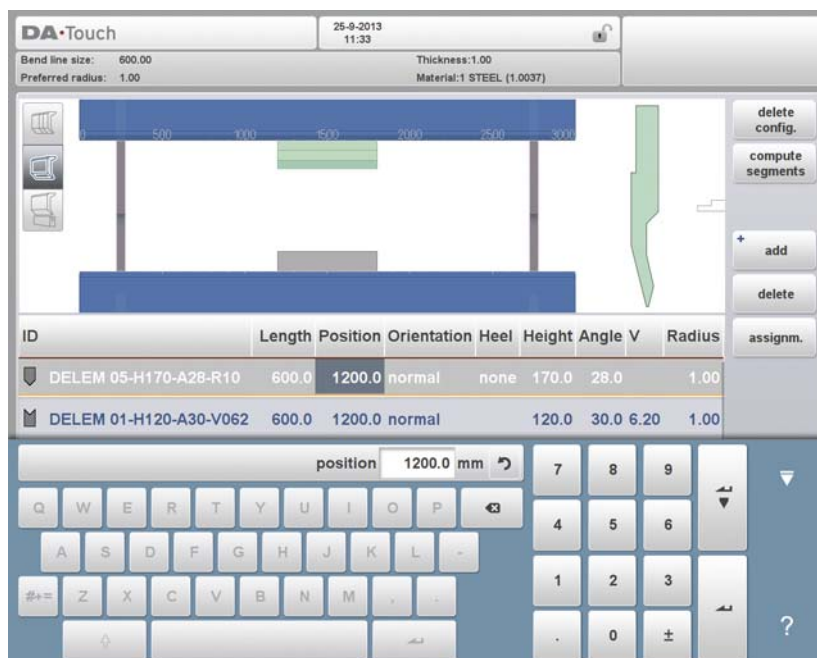 DA·Touch
25-9-2013
11:33
Bend line size: 600.00 Thickness:1.00
Preferred radius: 1.00 Material:1 STEEL (1.0037)
delete config.
compute segments
+ add
delete
assignm.
0 500 1000 1500 2000 2500 3000
ID Length Position Orientation Heel Height Angle V Radius
DELEM 05-H170-A28-R10 600.0 1200.0 normal none 170.0 28.0 1.00
DELEM 01-H120-A30-V062 600.0 1200.0 normal 120.0 30.0 6.20 1.00
position 1200.0 mm
7 8 9
Q W E R T Y U I O P
4 5 6
A S D F G H J K L -
1 2 3
#+= Z X C V B N M , .
. 0 ±
?